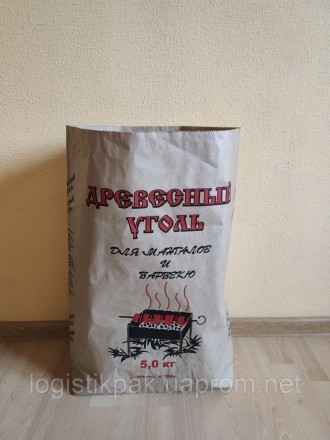 ДРЕВЕСНЫЙ
УГОЛЬ
ДЛЯ МАНГАЛОВ
И
БАРБЕКЮ
5,0 кг
logistikpak.uaprom.net